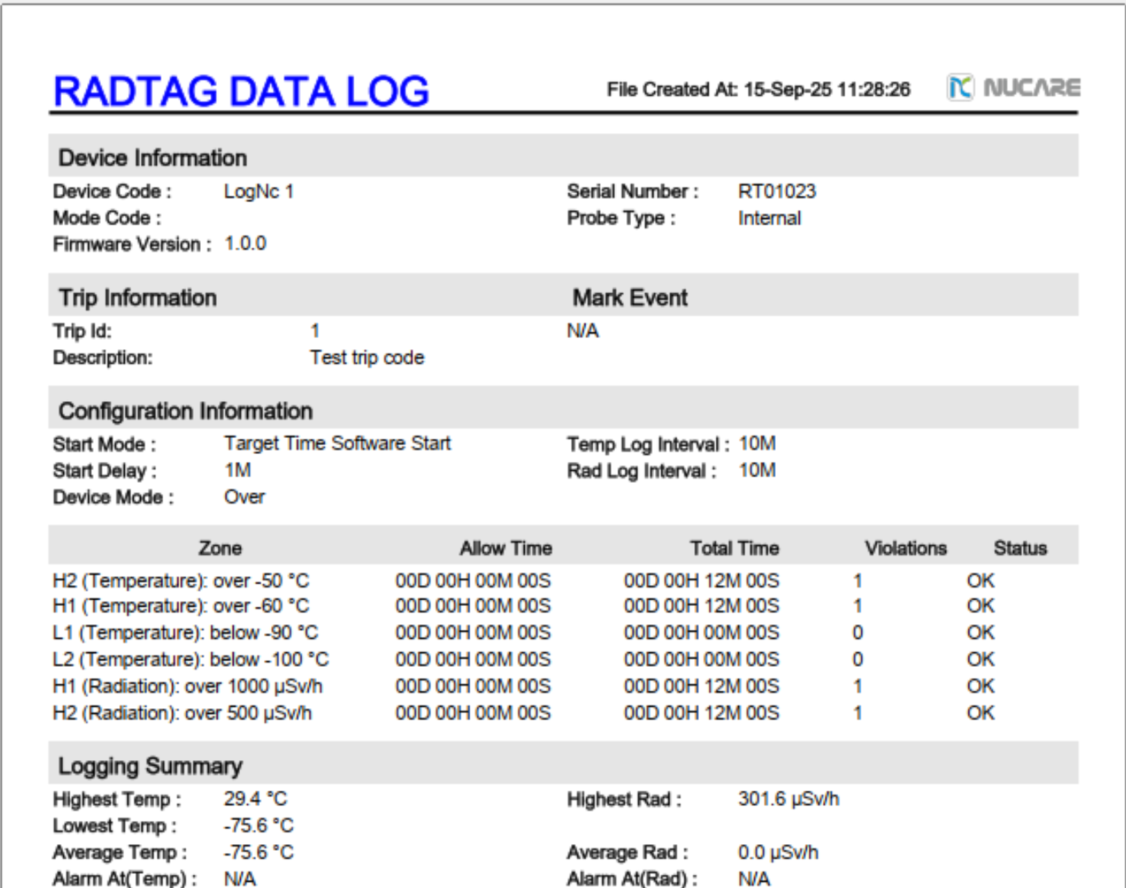 RADTAG DATA LOG File Created At: 15-Sep-25 11:28:26 NUCARE
Device Information
Device Code : LogNc 1 Serial Number : RT01023
Mode Code : Probe Type : Internal
Firmware Version : 1.0.0
Trip Information Mark Event
Trip Id: 1 N/A
Description: Test trip code
Configuration Information
Start Mode : Target Time Software Start Temp Log Interval : 10M
Start Delay : 1M Rad Log Interval : 10M
Device Mode : Over
Zone Allow Time Total Time Violations Status
H2 (Temperature): over -50 °C 00D 00H 00M 00S 00D 00H 12M 00S 1 OK
H1 (Temperature): over -60 °C 00D 00H 00M 00S 00D 00H 12M 00S 1 OK
L1 (Temperature): below -90 °C 00D 00H 00M 00S 00D 00H 00M 00S 0 OK
L2 (Temperature): below -100 °C 00D 00H 00M 00S 00D 00H 00M 00S 0 OK
H1 (Radiation): over 1000 µSv/h 00D 00H 00M 00S 00D 00H 12M 00S 1 OK
H2 (Radiation): over 500 µSv/h 00D 00H 00M 00S 00D 00H 12M 00S 1 OK
Logging Summary
Highest Temp : 29.4 °C Highest Rad : 301.6 µSv/h
Lowest Temp : -75.6 °C
Average Temp : -75.6 °C Average Rad : 0.0 µSv/h
Alarm At(Temp) : N/A Alarm At(Rad) : N/A